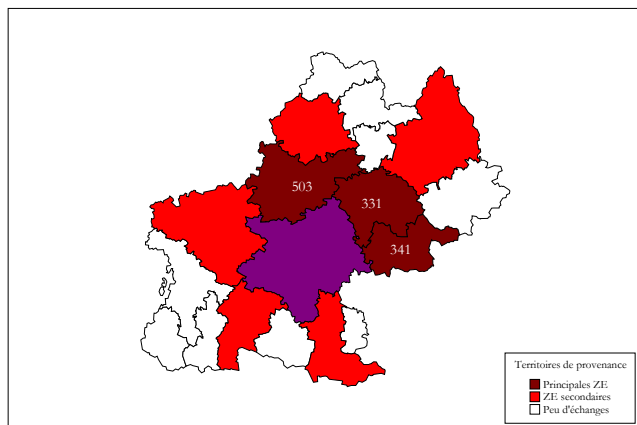 503
331
341
Territoires de provenance
Principales ZE
ZE secondaires
Peu d'échanges